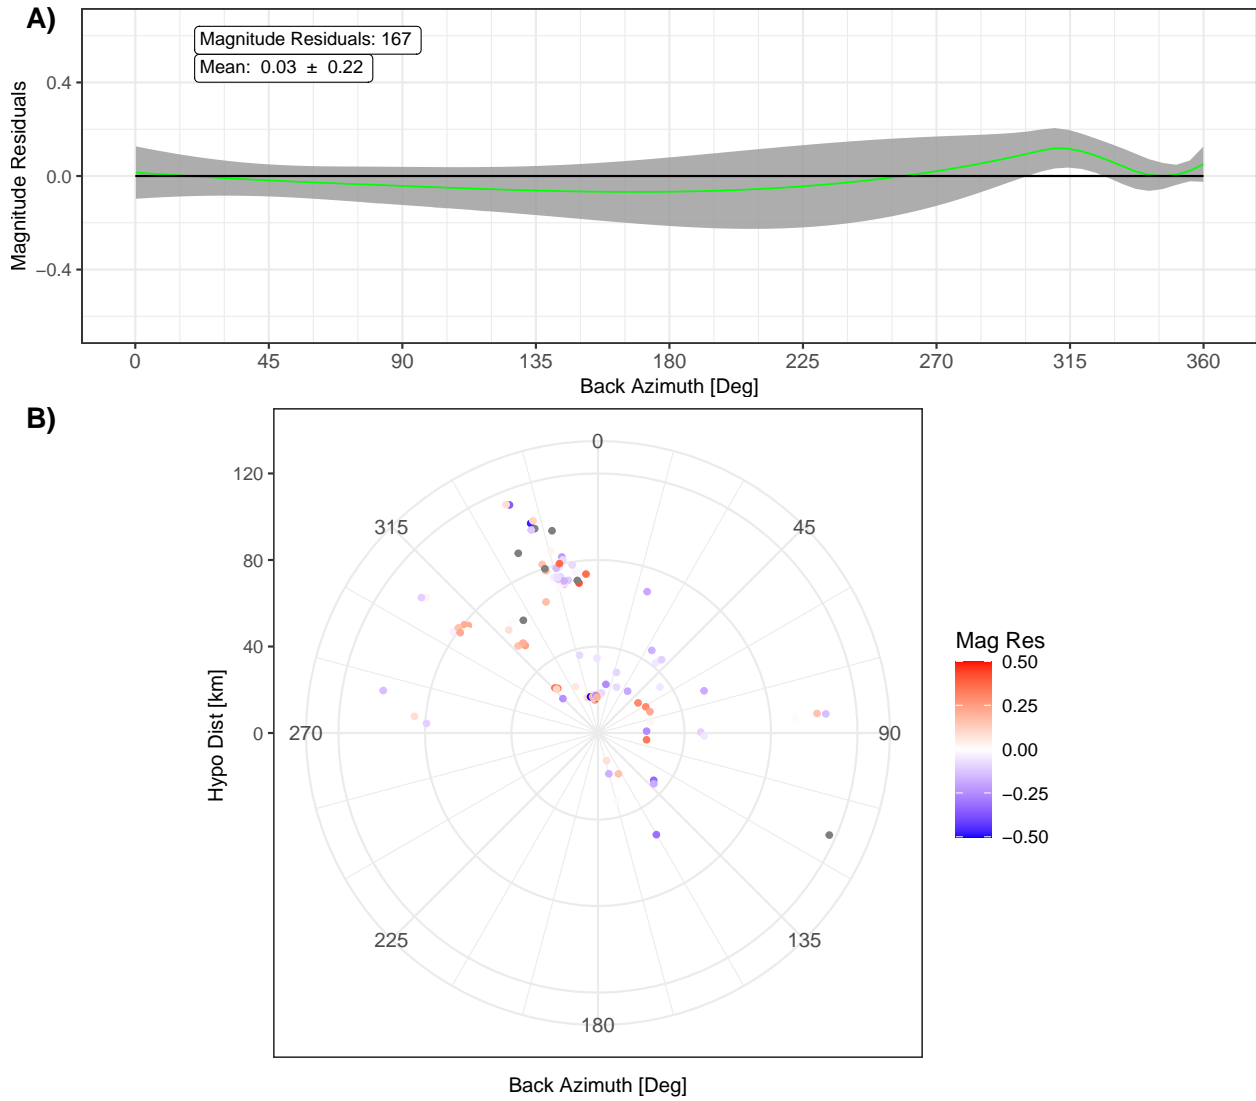 A)
Magnitude Residuals: 167
Mean:  0.03  ±  0.22
Magnitude Residuals
0.4
0.0
−0.4
0 45 90 135 180 225 270 315 360
Back Azimuth [Deg]
B)
Hypo Dist [km]
120
80
40
0
0
45
90
135
180
225
270
315
Back Azimuth [Deg]
Mag Res
0.50
0.25
0.00
−0.25
−0.50